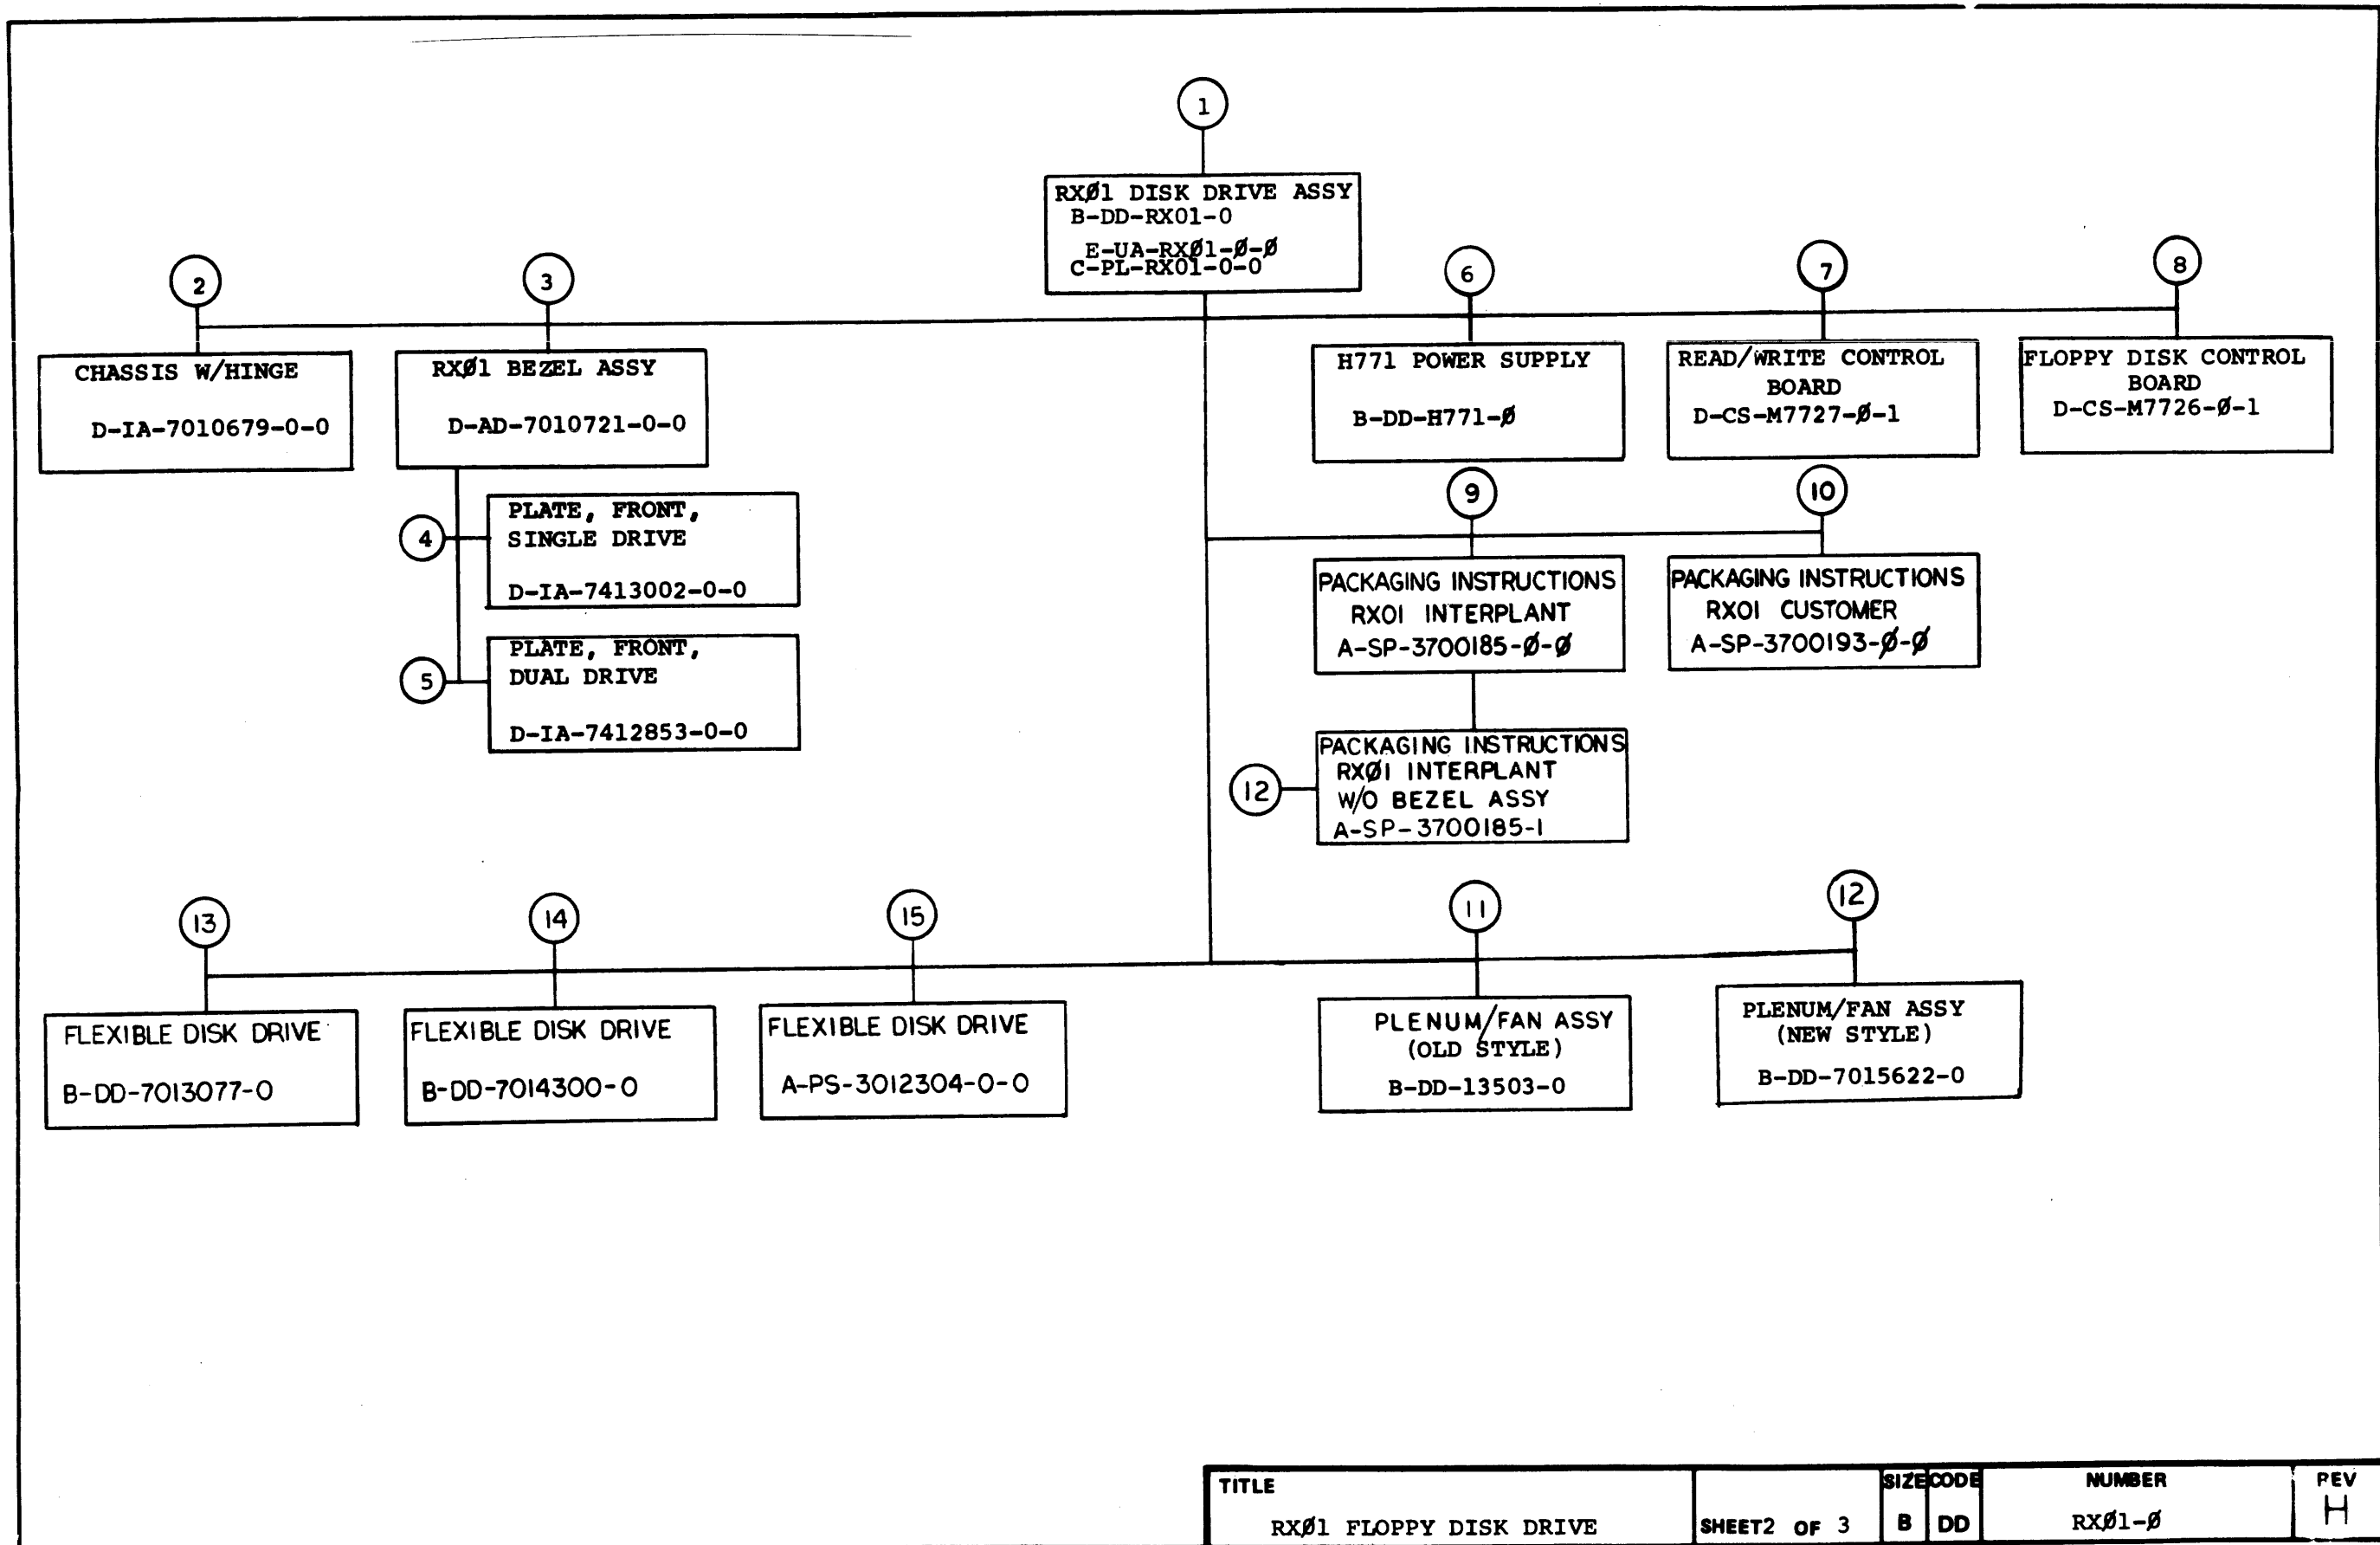 1
RXØ1 DISK DRIVE ASSY
B-DD-RX01-0
E-UA-RXØ1-Ø-Ø
C-PL-RX01-0-0
2
CHASSIS W/HINGE
D-IA-7010679-0-0
3
RXØ1 BEZEL ASSY
D-AD-7010721-0-0
4
PLATE, FRONT,
SINGLE DRIVE
D-IA-7413002-0-0
5
PLATE, FRONT,
DUAL DRIVE
D-IA-7412853-0-0
6
H771 POWER SUPPLY
B-DD-H771-Ø
7
READ/WRITE CONTROL
BOARD
D-CS-M7727-Ø-1
8
FLOPPY DISK CONTROL
BOARD
D-CS-M7726-Ø-1
9
PACKAGING INSTRUCTIONS
RX01 INTERPLANT
A-SP-3700185-Ø-Ø
10
PACKAGING INSTRUCTIONS
RX01 CUSTOMER
A-SP-3700193-Ø-Ø
12
PACKAGING INSTRUCTIONS
RXØ1 INTERPLANT
W/O BEZEL ASSY
A-SP-3700185-1
13
FLEXIBLE DISK DRIVE
B-DD-7013077-0
14
FLEXIBLE DISK DRIVE
B-DD-7014300-0
15
FLEXIBLE DISK DRIVE
A-PS-3012304-0-0
11
PLENUM/FAN ASSY
(OLD STYLE)
B-DD-13503-0
12
PLENUM/FAN ASSY
(NEW STYLE)
B-DD-7015622-0
TITLE
RXØ1 FLOPPY DISK DRIVE
SHEET2 OF 3
SIZE
B
CODE
DD
NUMBER
RXØ1-Ø
REV
H